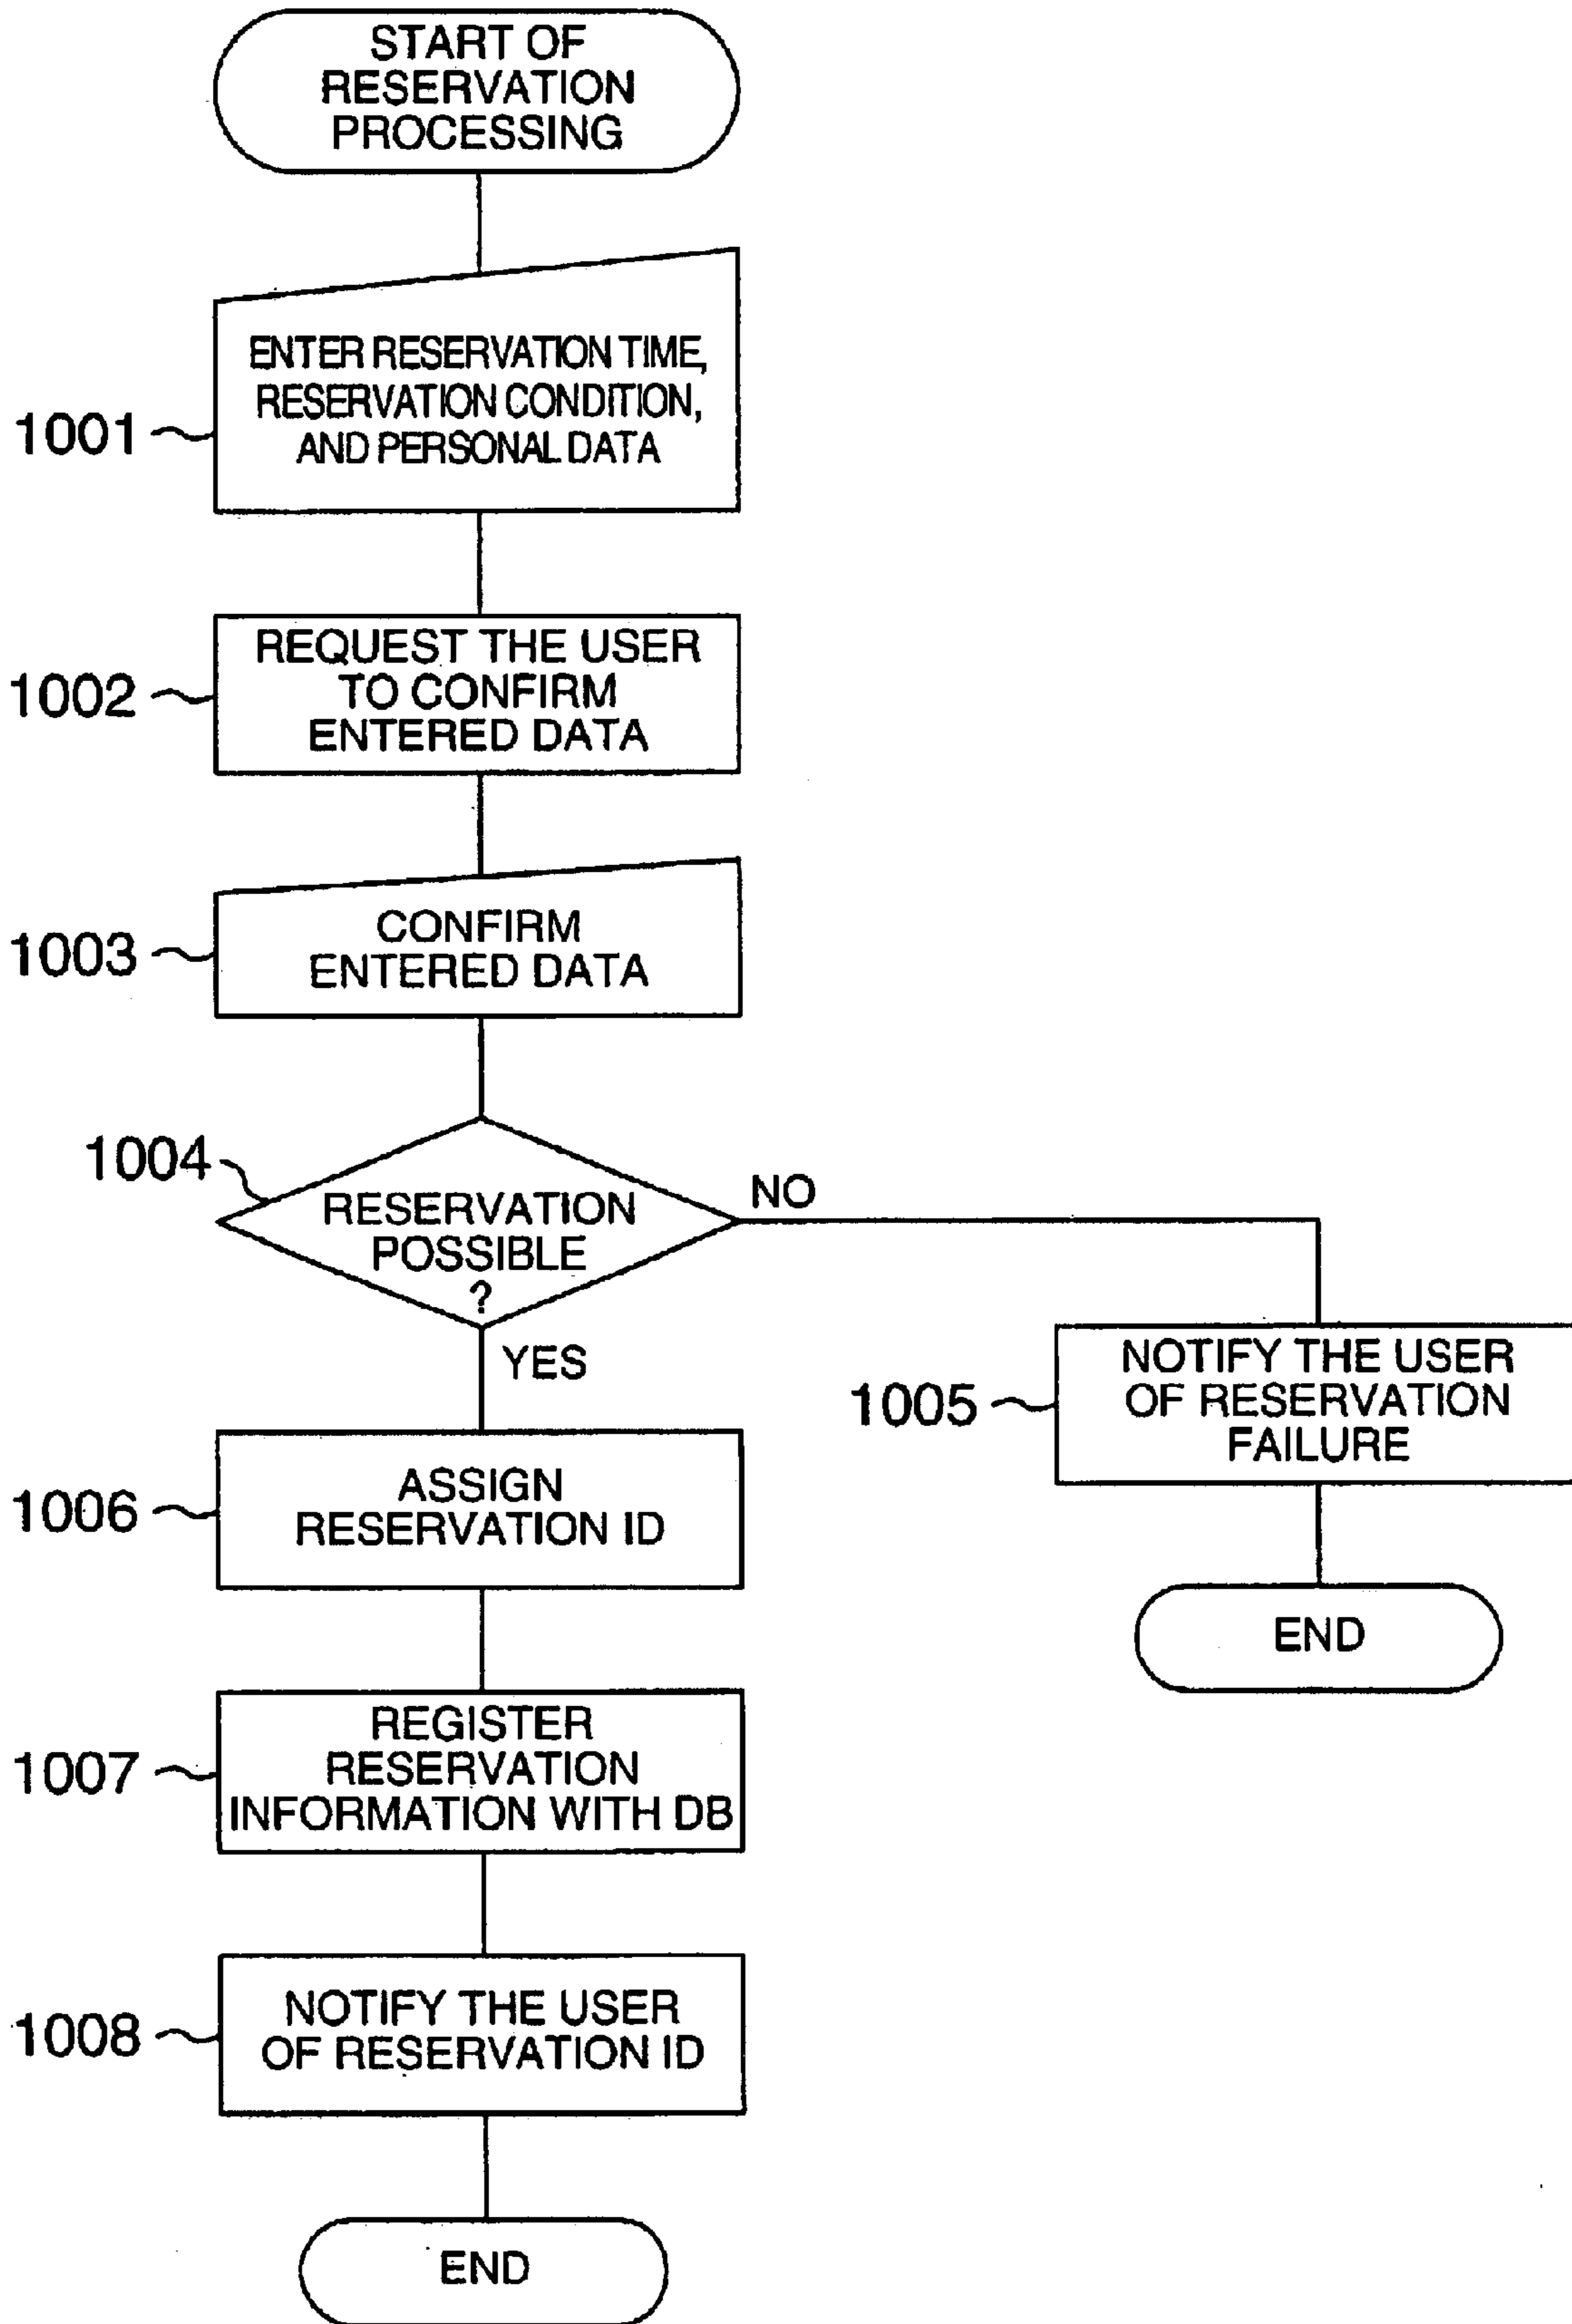 START OF
RESERVATION
PROCESSING
ENTER RESERVATION TIME,
RESERVATION CONDITION,
AND PERSONAL DATA
1001
REQUEST THE USER
TO CONFIRM
ENTERED DATA
1002
CONFIRM
ENTERED DATA
1003
1004
RESERVATION
POSSIBLE
?
NO
YES
NOTIFY THE USER
OF RESERVATION
FAILURE
1005
END
ASSIGN
RESERVATION ID
1006
REGISTER
RESERVATION
INFORMATION WITH DB
1007
NOTIFY THE USER
OF RESERVATION ID
1008
END